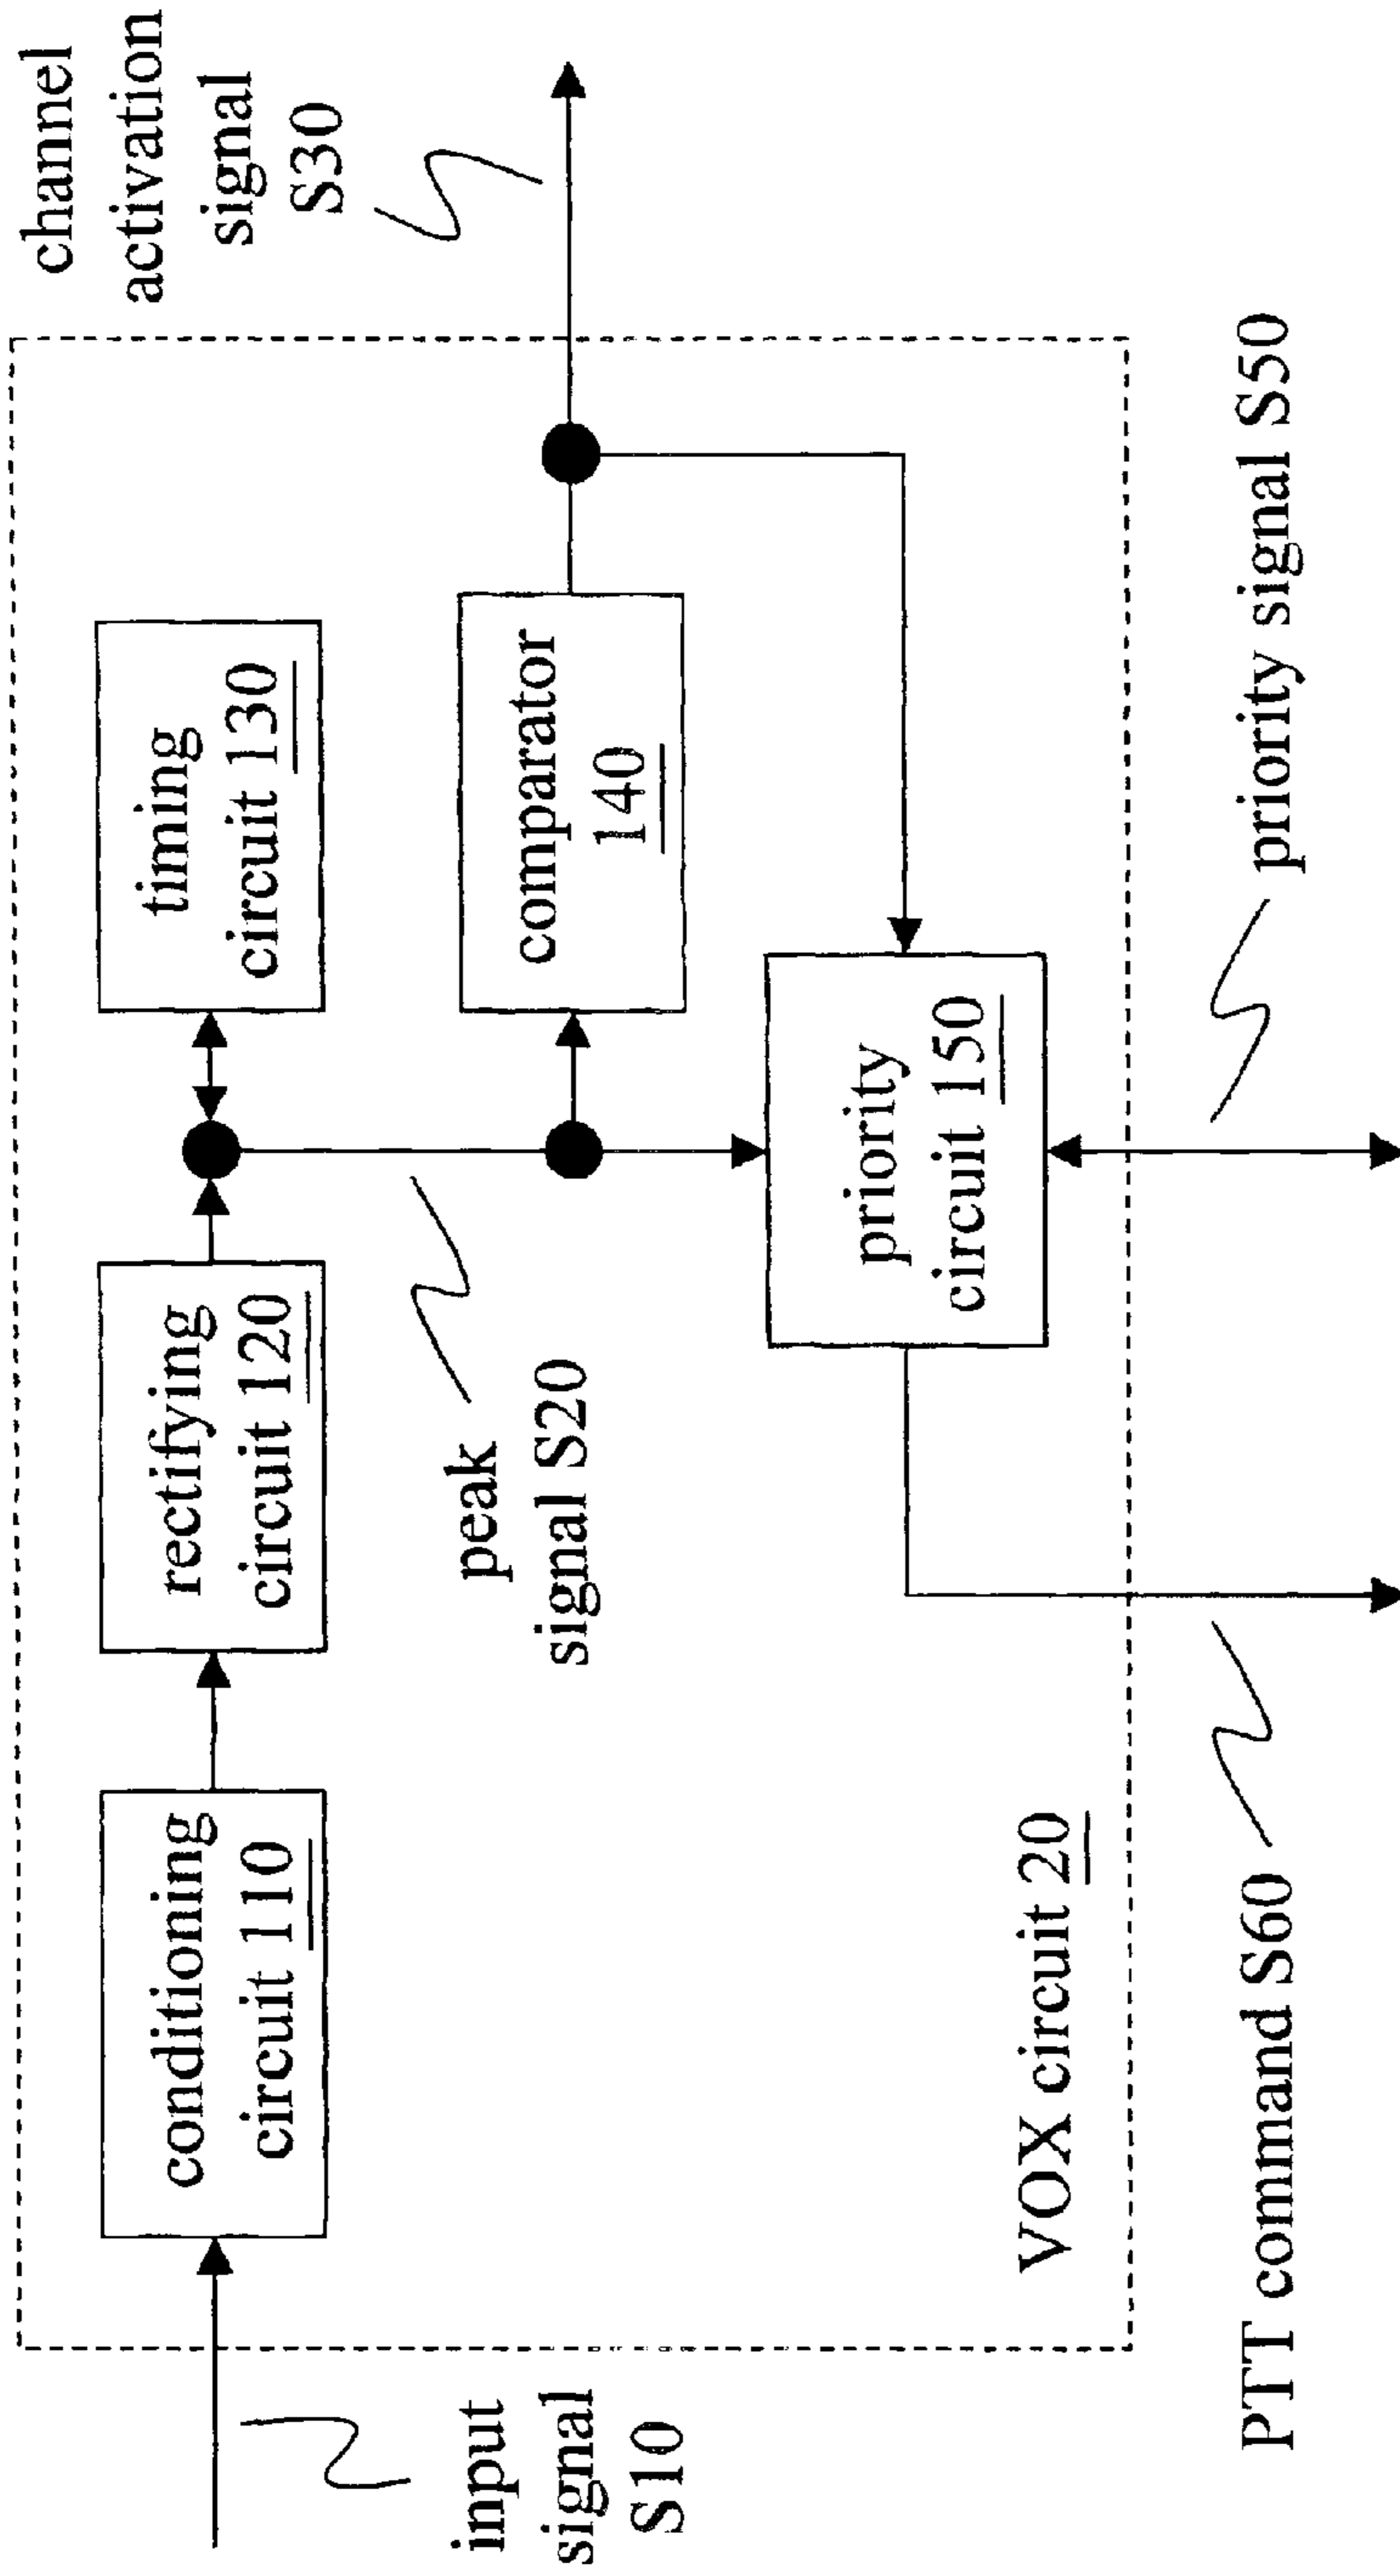 channel
activation
signal
S30
timing
circuit 130
rectifying
circuit 120
conditioning
circuit 110
comparator
140
peak
signal S20
input
signal
S10
priority
circuit 150
VOX circuit 20
PTT command S60
priority signal S50